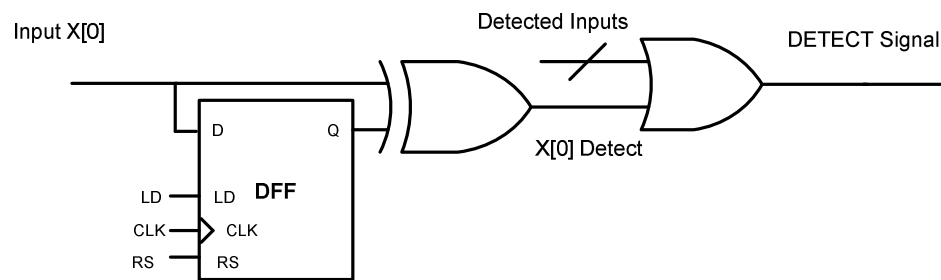 Input X[0]
Detected Inputs
DETECT Signal
D
Q
X[0] Detect
LD
LD
DFF
CLK
CLK
RS
RS